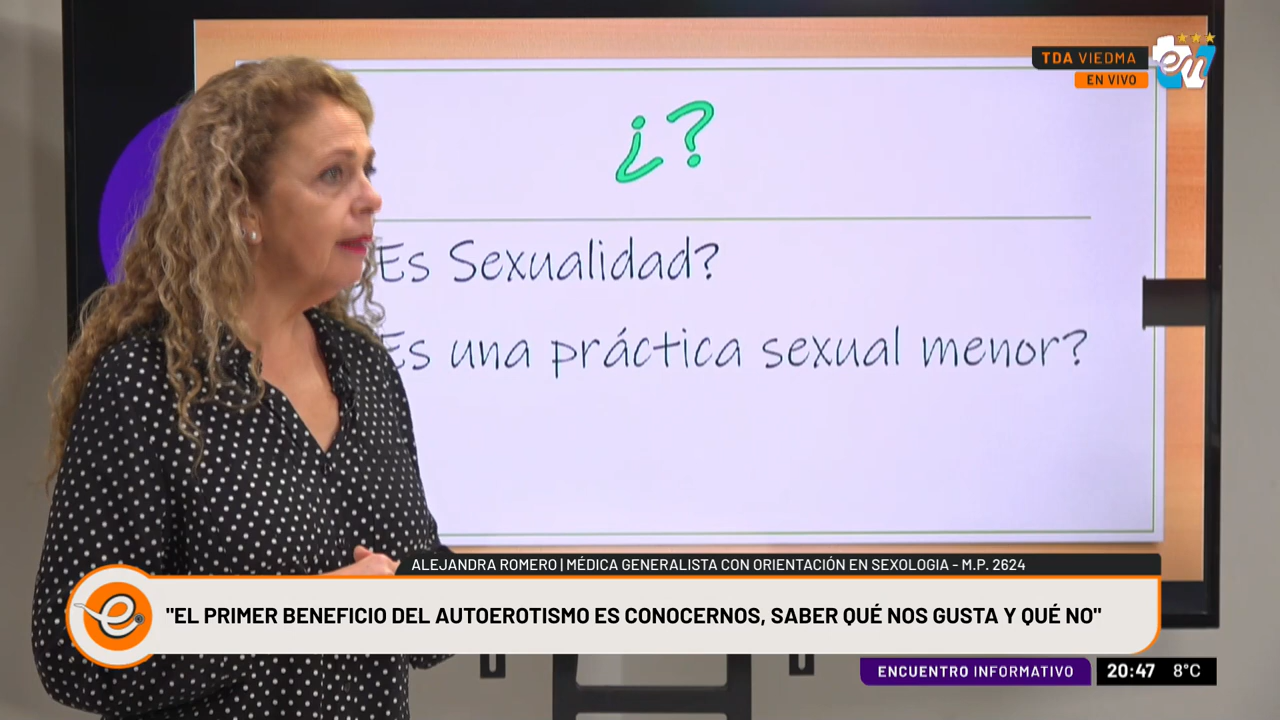 TDA VIEDMA
EN VIVO
en
¿?
Es Sexualidad?
Es una práctica sexual menor?
ALEJANDRA ROMERO | MÉDICA GENERALISTA CON ORIENTACIÓN EN SEXOLOGIA - M.P. 2624
e
"EL PRIMER BENEFICIO DEL AUTOEROTISMO ES CONOCERNOS, SABER QUÉ NOS GUSTA Y QUÉ NO"
ENCUENTRO INFORMATIVO
20:47 8°C